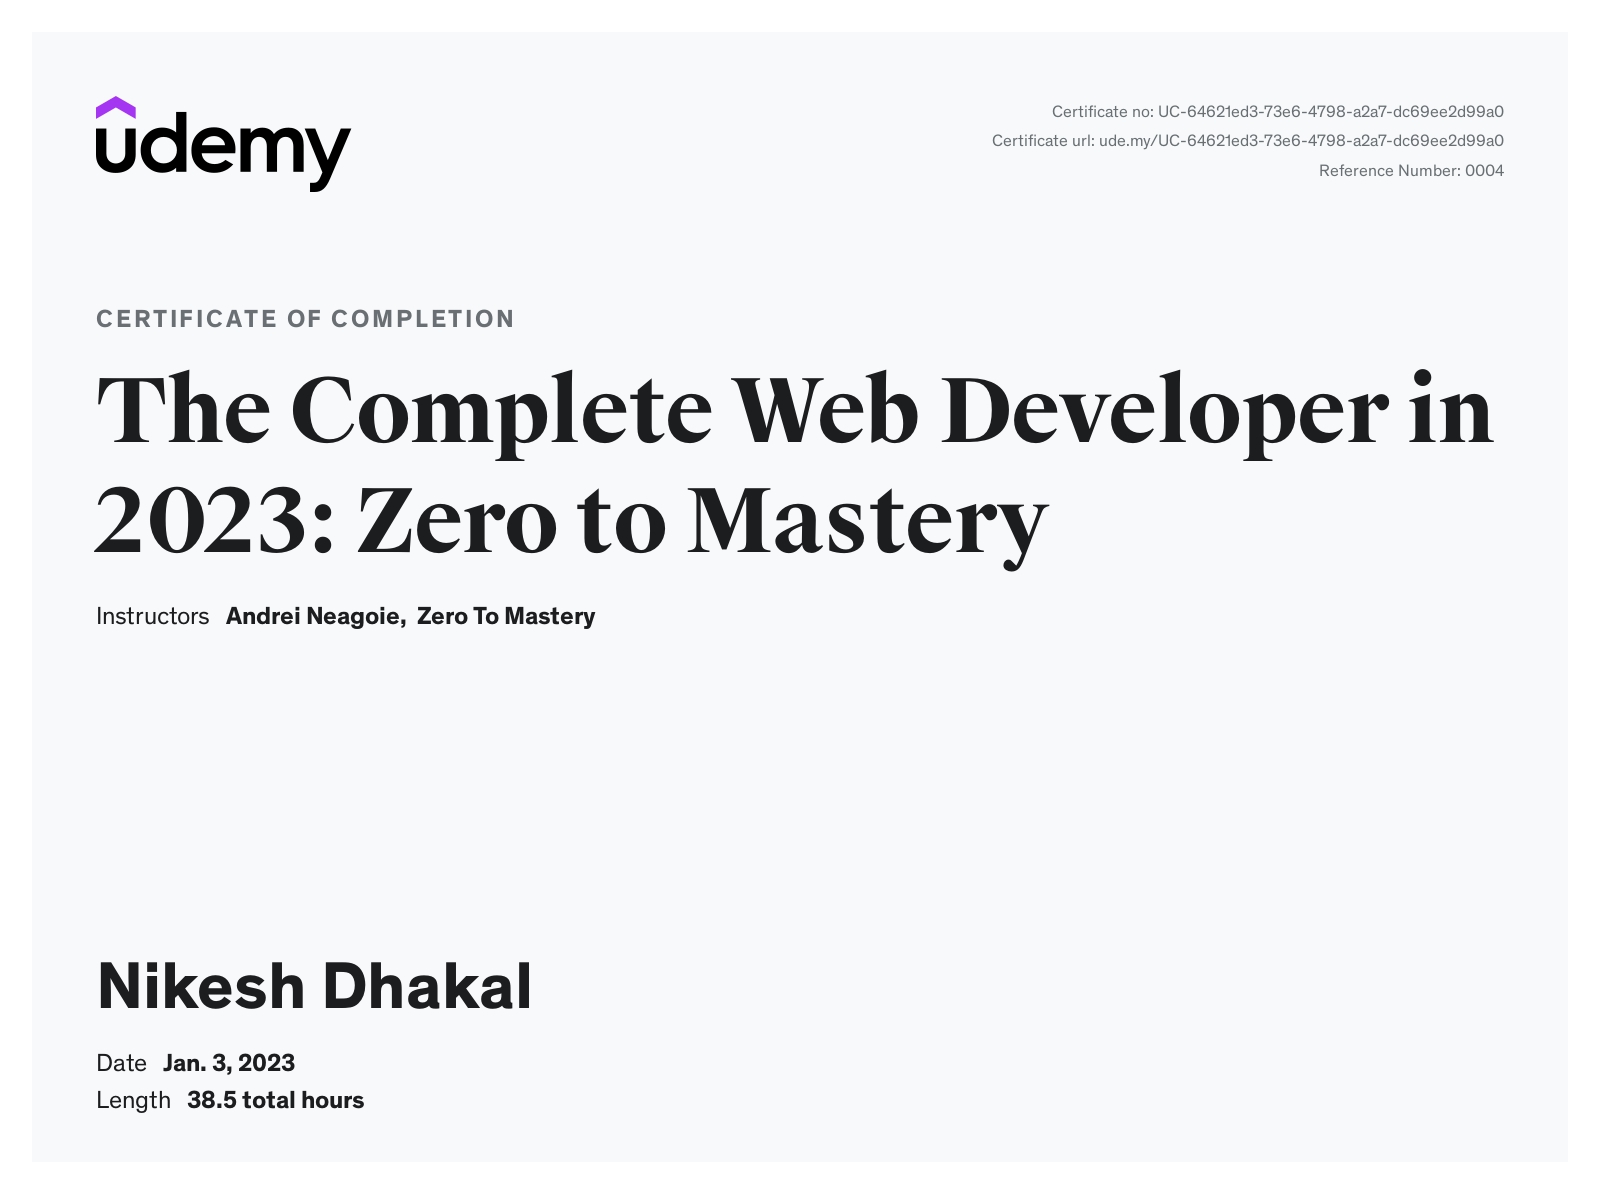 udemy
Certificate no: UC-64621ed3-73e6-4798-a2a7-dc69ee2d99a0
Certificate url: ude.my/UC-64621ed3-73e6-4798-a2a7-dc69ee2d99a0
Reference Number: 0004
CERTIFICATE OF COMPLETION
The Complete Web Developer in
2023: Zero to Mastery
Instructors Andrei Neagoie, Zero To Mastery
Nikesh Dhakal
Date Jan. 3, 2023
Length 38.5 total hours